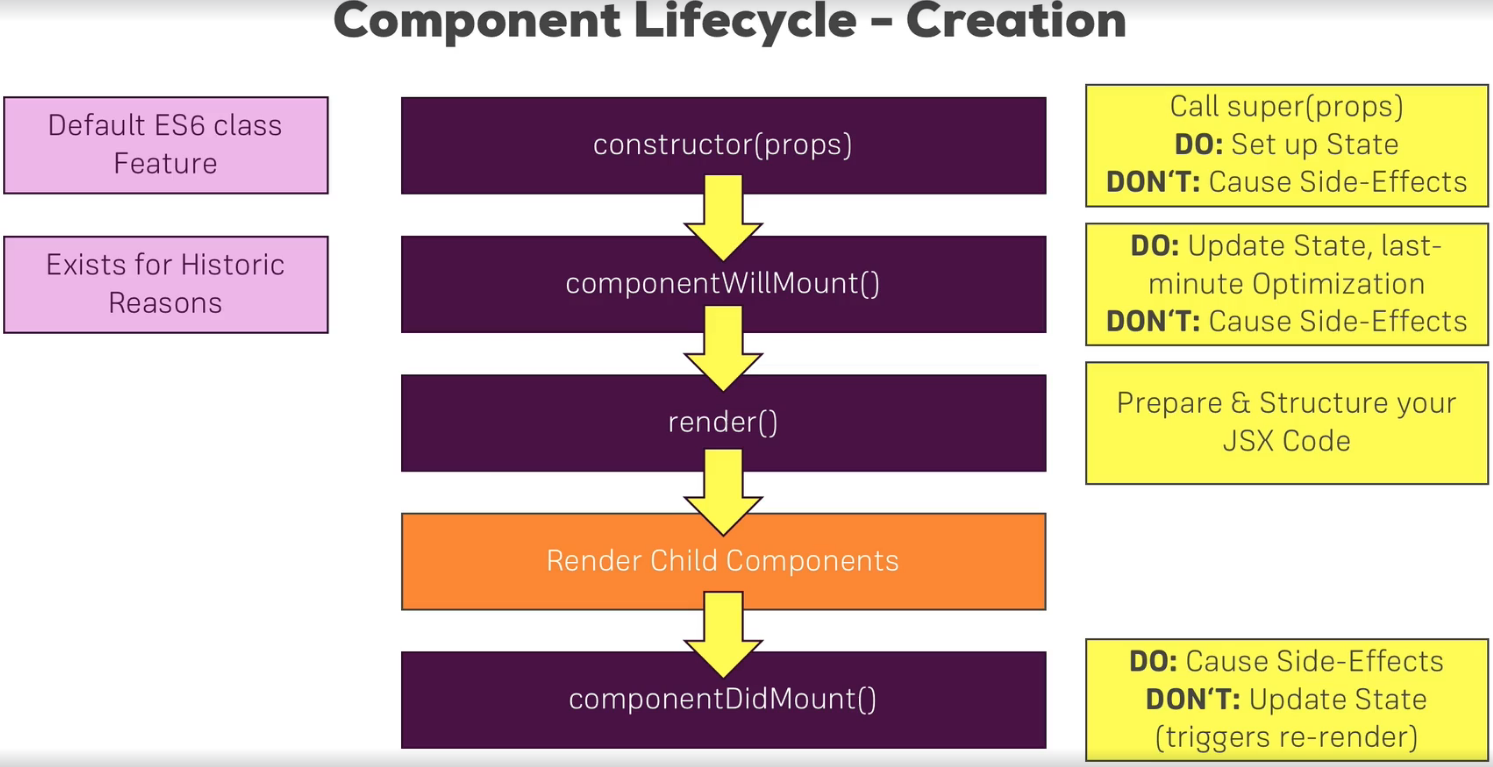 Component Lifecycle – Creation
Default ES6 class
Feature
constructor(props)
Call super(props)
DO: Set up State
DON‘T: Cause Side-Effects
Exists for Historic
Reasons
componentWillMount()
DO: Update State, last-
minute Optimization
DON‘T: Cause Side-Effects
render()
Prepare & Structure your
JSX Code
Render Child Components
componentDidMount()
DO: Cause Side-Effects
DON‘T: Update State
(triggers re-render)